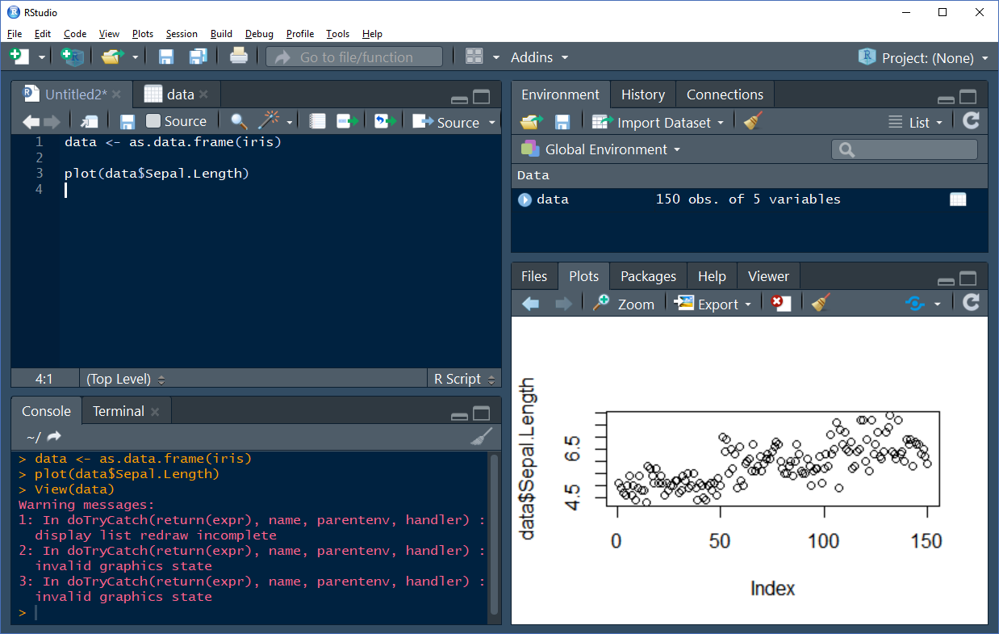 RStudio
File Edit Code View Plots Session Build Debug Profile Tools Help
Go to file/function Addins Project: (None)
Untitled2* data
Source Source
1 data <- as.data.frame(iris)
2
3 plot(data$Sepal.Length)
4
4:1 (Top Level) R Script
Console Terminal
~/
> data <- as.data.frame(iris)
> plot(data$Sepal.Length)
> View(data)
Warning messages:
1: In doTryCatch(return(expr), name, parentenv, handler) :
display list redraw incomplete
2: In doTryCatch(return(expr), name, parentenv, handler) :
invalid graphics state
3: In doTryCatch(return(expr), name, parentenv, handler) :
invalid graphics state
>
Environment History Connections
Import Dataset List
Global Environment
Data
data 150 obs. of 5 variables
Files Plots Packages Help Viewer
Zoom Export
data$Sepal.Length
6.5
4.5
0 50 100 150
Index